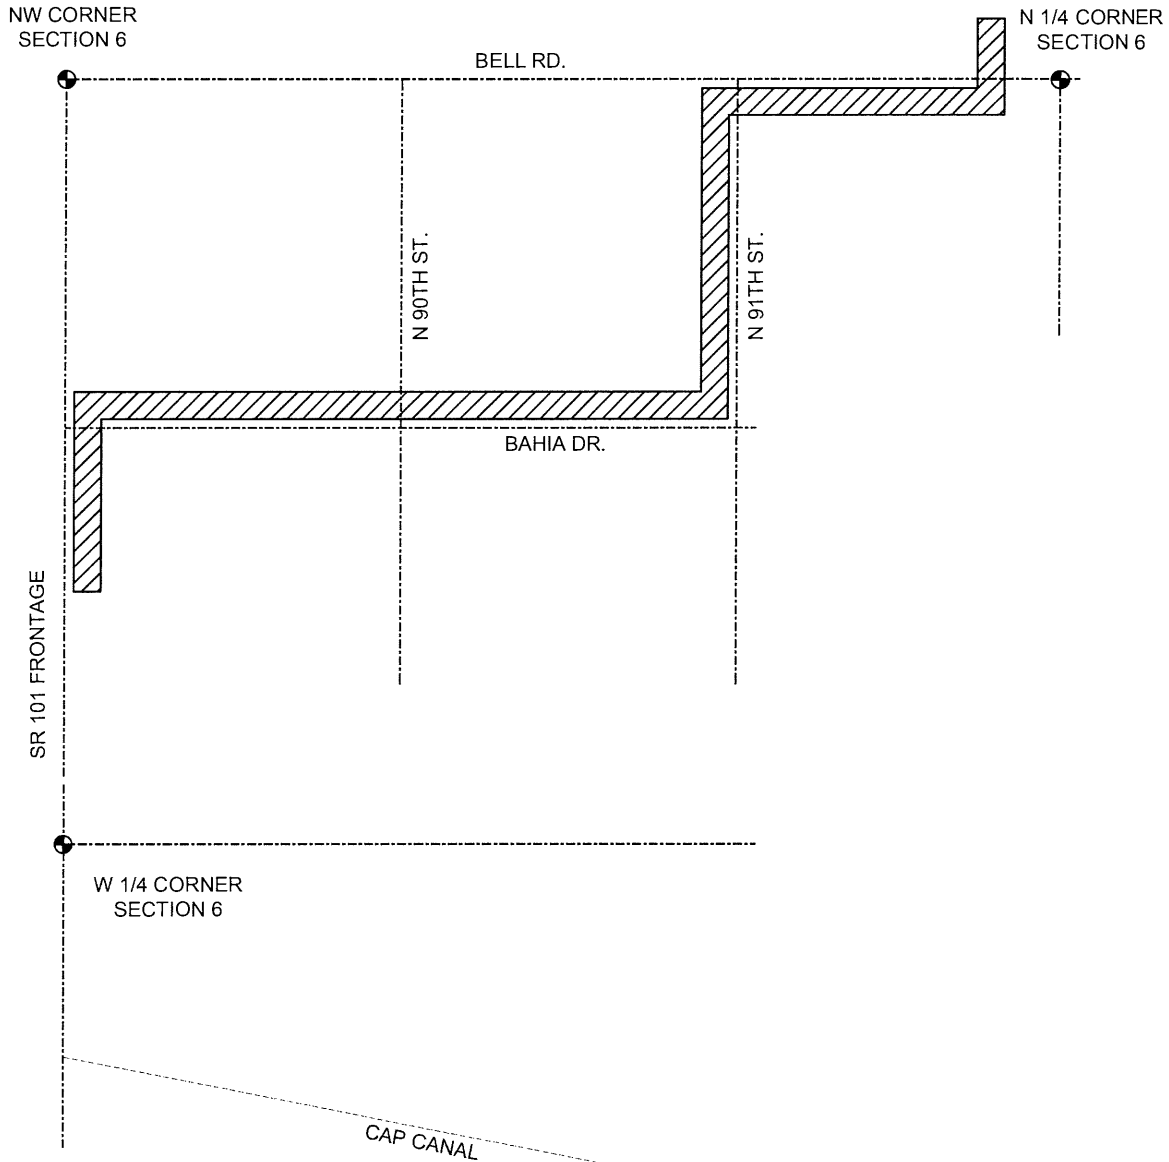 NW CORNER
SECTION 6
N 1/4 CORNER
SECTION 6
BELL RD.
N 90TH ST.
N 91TH ST.
BAHIA DR.
SR 101 FRONTAGE
W 1/4 CORNER
SECTION 6
CAP CANAL